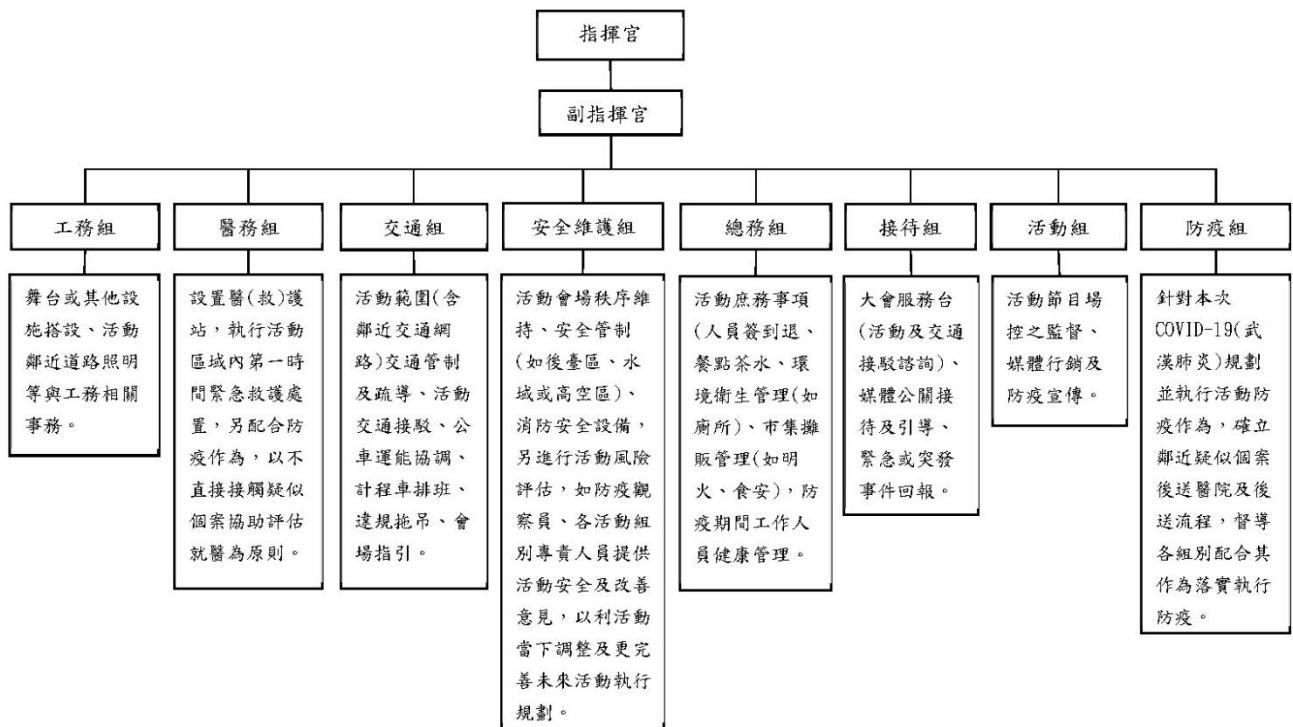 指揮官
副指揮官
工務組
醫務組
交通組
安全維護組
總務組
接待組
活動組
防疫組
舞台或其他設
施搭設、活動
鄰近道路照明
等與工務相關
事務。
設置醫(救)護
站，執行活動
區域內第一時
間緊急救護處
置，另配合防
疫作為，以不
直接接觸疑似
個案協助評估
就醫為原則。
活動範圍(含
鄰近交通網
路)交通管制
及疏導、活動
交通接駁、公
車運能協調、
計程車排班、
違規拖吊、會
場指引。
活動會場秩序維
持、安全管制
(如後臺區、水
域或高空區)、
消防安全設備，
另進行活動風險
評估，如防疫觀
察員、各活動組
別專責人員提供
活動安全及改善
意見，以利活動
當下調整及更完
善未來活動執行
規劃。
活動庶務事項
(人員簽到退、
餐點茶水、環
境衛生管理(如
廁所)、市集攤
販管理(如明
火、食安)，防
疫期間工作人
員健康管理。
大會服務台
(活動及交通
接駁諮詢)、
媒體公關接
待及引導、
緊急或突發
事件回報。
活動節目場
控之監督、
媒體行銷及
防疫宣傳。
針對本次
COVID-19(武
漢肺炎)規劃
並執行活動防
疫作為，確立
鄰近疑似個案
後送醫院及後
送流程，督導
各組別配合其
作為落實執行
防疫。